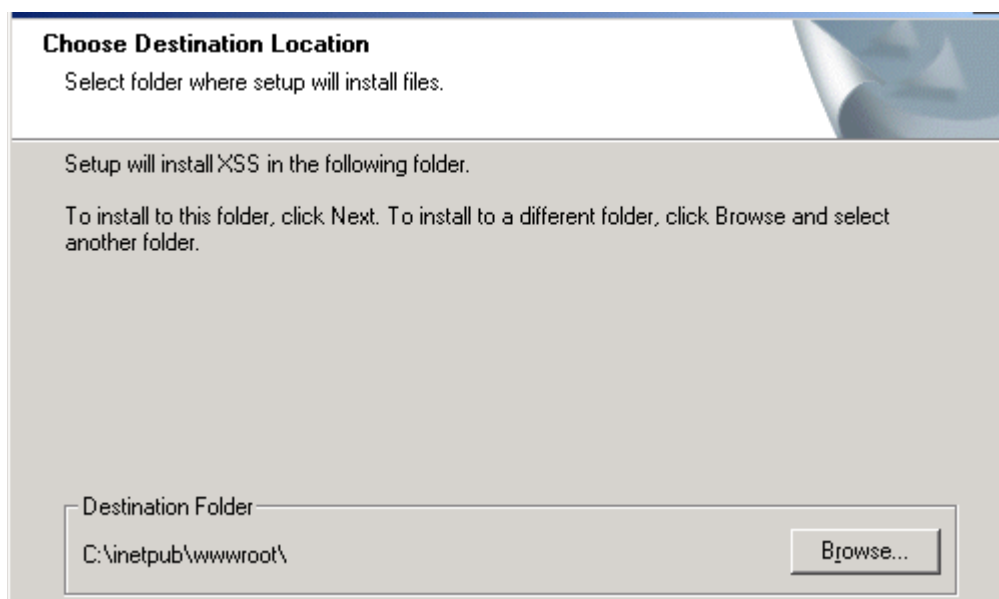 Choose Destination Location
Select folder where setup will install files.
Setup will install XSS in the following folder.
To install to this folder, click Next. To install to a different folder, click Browse and select
another folder.
Destination Folder
C:\inetpub\wwwroot\
Browse...